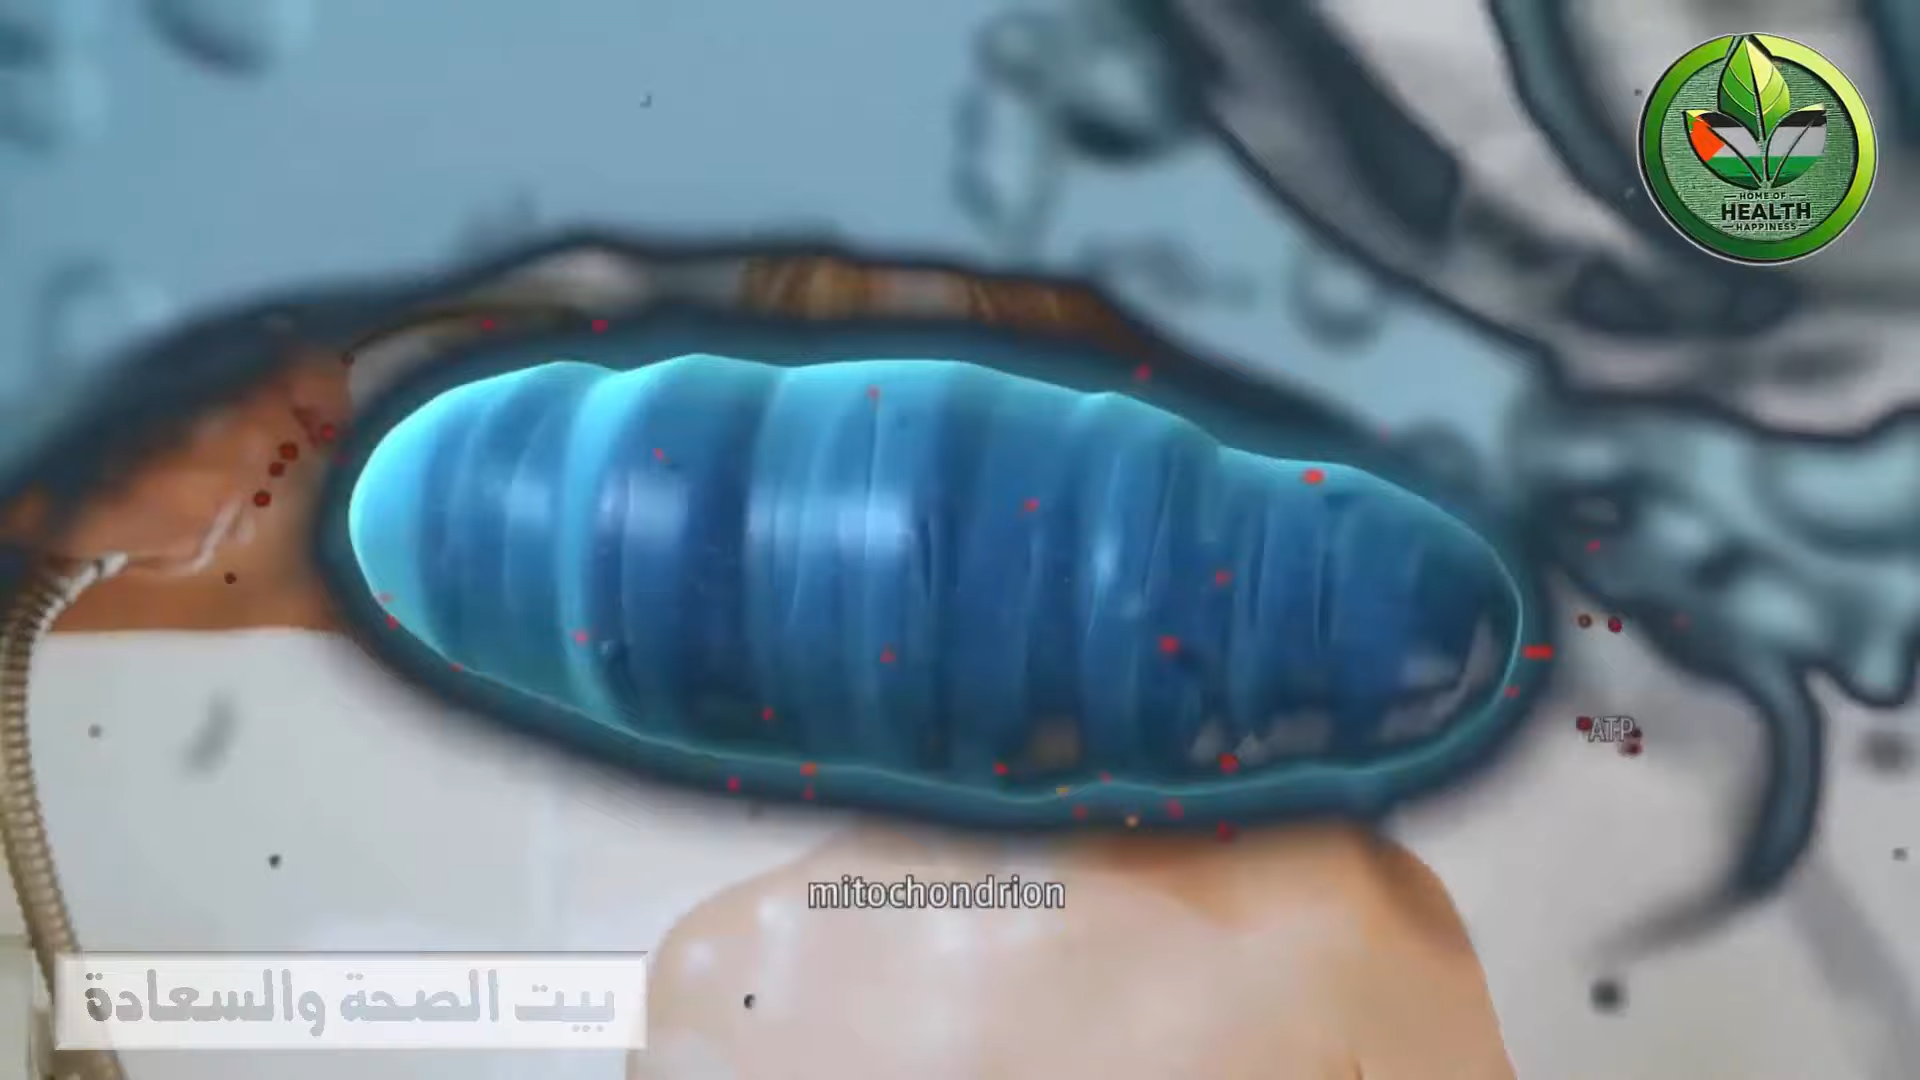 HOME OF
HEALTH
HAPPINESS
ATP
mitochondrion
بيت الصحة والسعادة